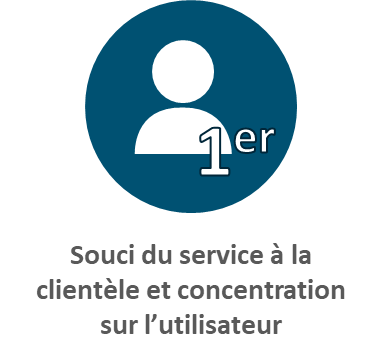 1er
Souci du service à la
clientèle et concentration
sur l’utilisateur